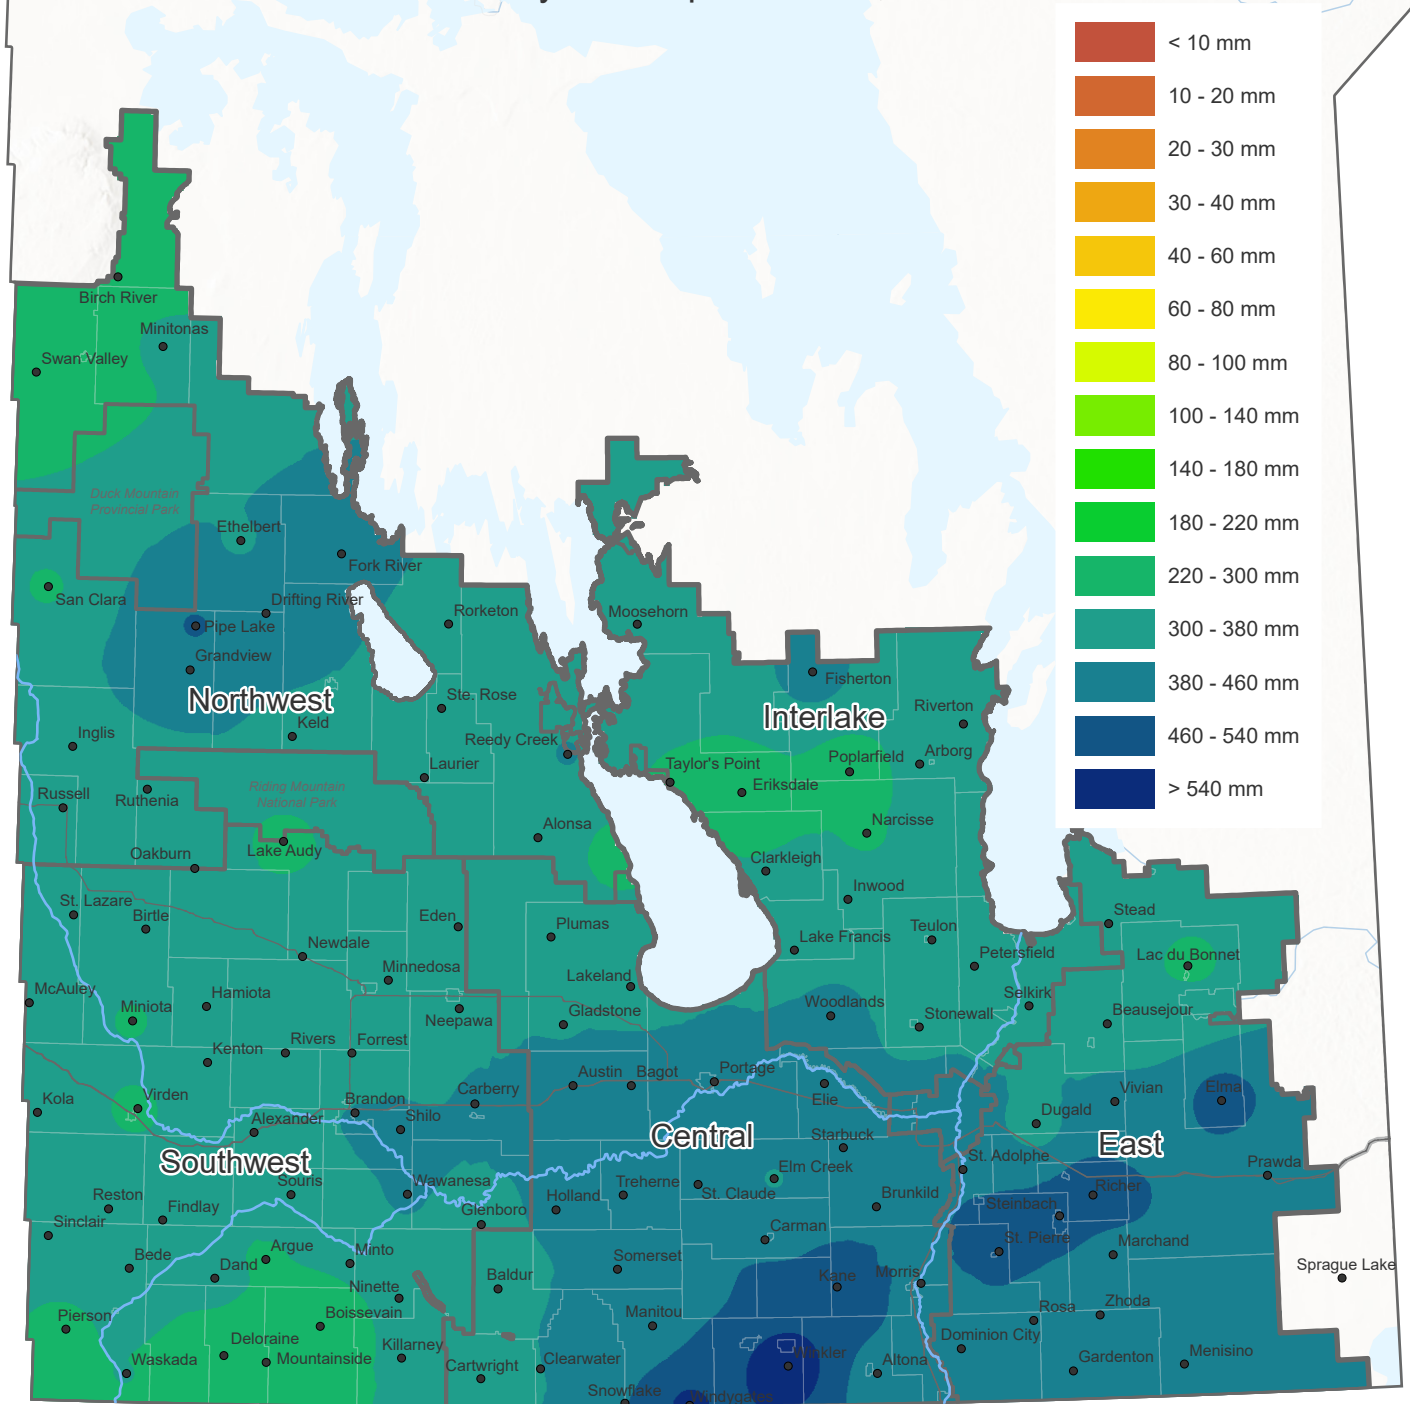 < 10 mm
10 - 20 mm
20 - 30 mm
30 - 40 mm
40 - 60 mm
60 - 80 mm
80 - 100 mm
100 - 140 mm
140 - 180 mm
180 - 220 mm
220 - 300 mm
300 - 380 mm
380 - 460 mm
460 - 540 mm
> 540 mm
Birch River
Minitonas
Swan Valley
Duck Mountain
Provincial Park
Ethelbert
Fork River
San Clara
Drifting River
Pipe Lake
Grandview
Northwest
Keld
Inglis
Rorketon
Ste. Rose
Reedy Creek
Laurier
Russell
Ruthenia
Riding Mountain
National Park
Lake Audy
Oakburn
Alonsa
Moosehorn
Fisherton
Interlake
Riverton
Arborg
Taylor's Point
Poplarfield
Eriksdale
Narcisse
Clarkleigh
Inwood
Lake Francis
Teulon
Petersfield
Woodlands
Stonewall
Selkirk
Stead
Lac du Bonnet
Beausejour
St. Lazare
Birtle
Eden
Newdale
Minnedosa
McAuley
Miniota
Hamiota
Neepawa
Kenton
Rivers
Forrest
Kola
Virden
Alexander
Brandon
Shilo
Carberry
Southwest
Souris
Wawanesa
Glenboro
Reston
Findlay
Sinclair
Bede
Dand
Argue
Minto
Ninette
Pierson
Boissevain
Deloraine
Mountainside
Waskada
Killarney
Plumas
Lakeland
Gladstone
Austin
Bagot
Portage
Elie
Central
Starbuck
Elm Creek
Treherne
St. Claude
Holland
Brunkild
Carman
Somerset
Baldur
Kane
Morris
Manitou
Cartwright
Clearwater
Winkler
Altona
Snowflake
Windygates
Vivian
Elma
Dugald
East
St. Adolphe
Prawda
Richer
Steinbach
St. Pierre
Marchand
Sprague Lake
Rosa
Zhoda
Dominion City
Gardenton
Menisino